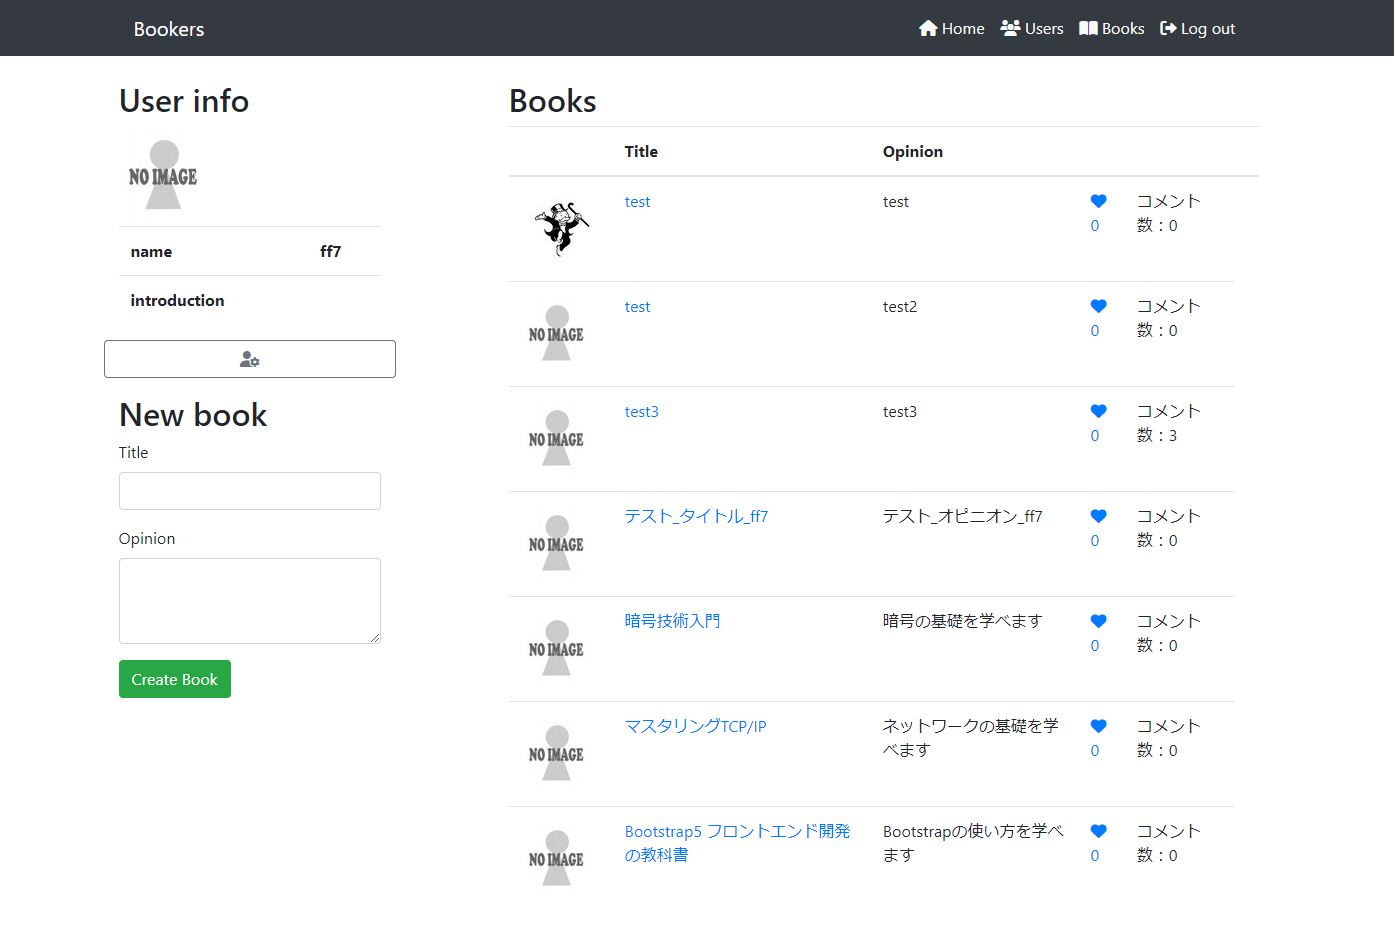 Bookers
Home Users Books Log out
User info
NO IMAGE
name ff7
introduction
New book
Title
Opinion
Create Book
Books
Title Opinion
test test 0 コメント
数：0
NO IMAGE test test2 0 コメント
数：0
NO IMAGE test3 test3 0 コメント
数：3
NO IMAGE テスト_タイトル_ff7 テスト_オピニオン_ff7 0 コメント
数：0
NO IMAGE 暗号技術入門 暗号の基礎を学べます 0 コメント
数：0
NO IMAGE マスタリングTCP/IP ネットワークの基礎を学
べます 0 コメント
数：0
NO IMAGE Bootstrap5 フロントエンド開発
の教科書 Bootstrapの使い方を学べ
ます 0 コメント
数：0